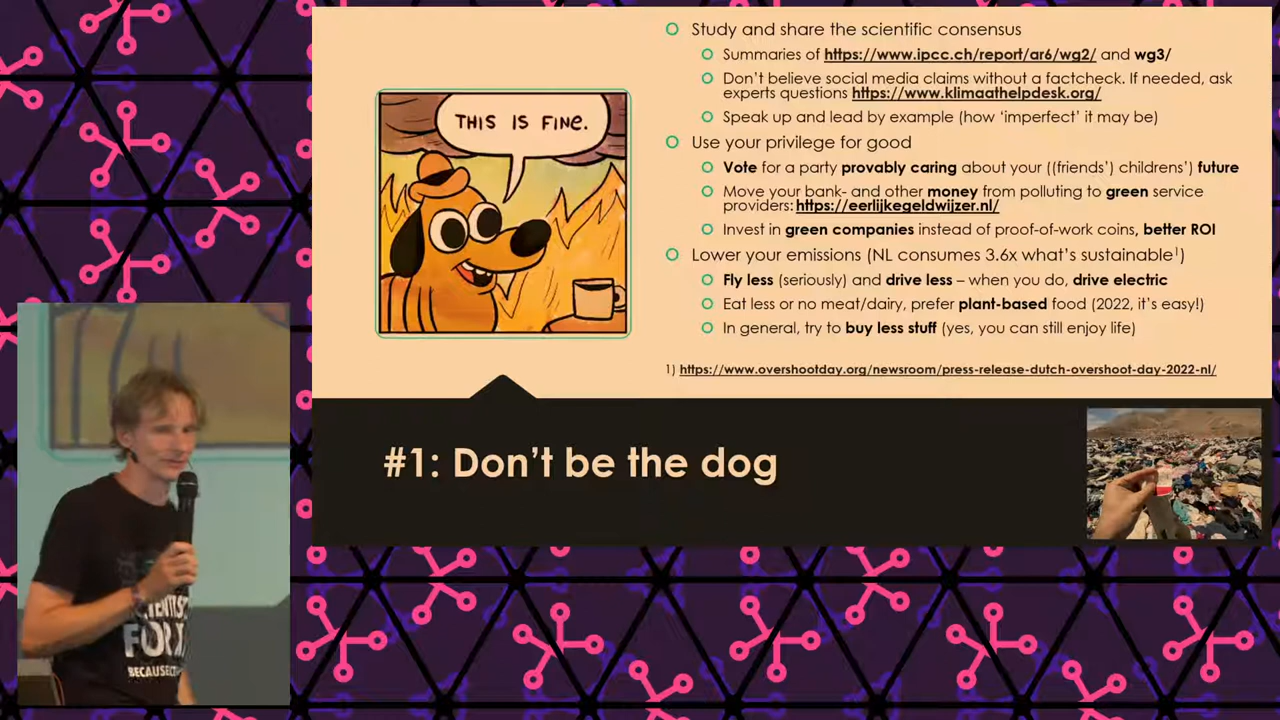 THIS IS FINE.
Study and share the scientific consensus
Summaries of https://www.ipcc.ch/report/ar6/wg2/ and wg3/
Don’t believe social media claims without a factcheck. If needed, ask
experts questions https://www.klimaathelpdesk.org/
Speak up and lead by example (how ‘imperfect’ it may be)
Use your privilege for good
Vote for a party provably caring about your ((friends’) childrens’) future
Move your bank- and other money from polluting to green service
providers: https://eerlijkegeldwijzer.nl/
Invest in green companies instead of proof-of-work coins, better ROI
Lower your emissions (NL consumes 3.6x what’s sustainable¹)
Fly less (seriously) and drive less – when you do, drive electric
Eat less or no meat/dairy, prefer plant-based food (2022, it’s easy!)
In general, try to buy less stuff (yes, you can still enjoy life)
1) https://www.overshootday.org/newsroom/press-release-dutch-overshoot-day-2022-nl/
#1: Don’t be the dog